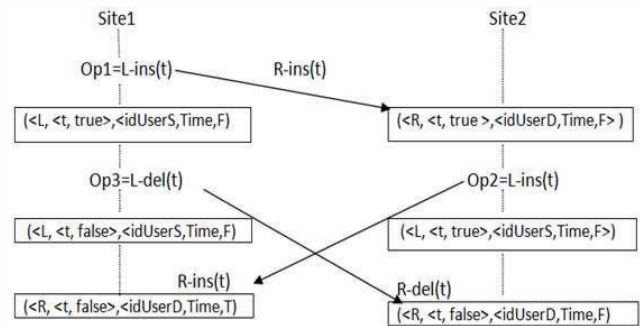 Site1 Site2
Op1=L-ins(t) R-ins(t)
(<L, <t, true>,<idUserS,Time,F) (<R, <t, true >,<idUserD,Time,F> )
Op3=L-del(t) Op2=L-ins(t)
(<L, <t, false>,<idUserS,Time,F) (<L, <t, true>,<idUserS,Time,F>)
R-ins(t) R-del(t)
(<R, <t, false>,<idUserD,Time,T) (<R, <t, false>,<idUserD,Time,F)